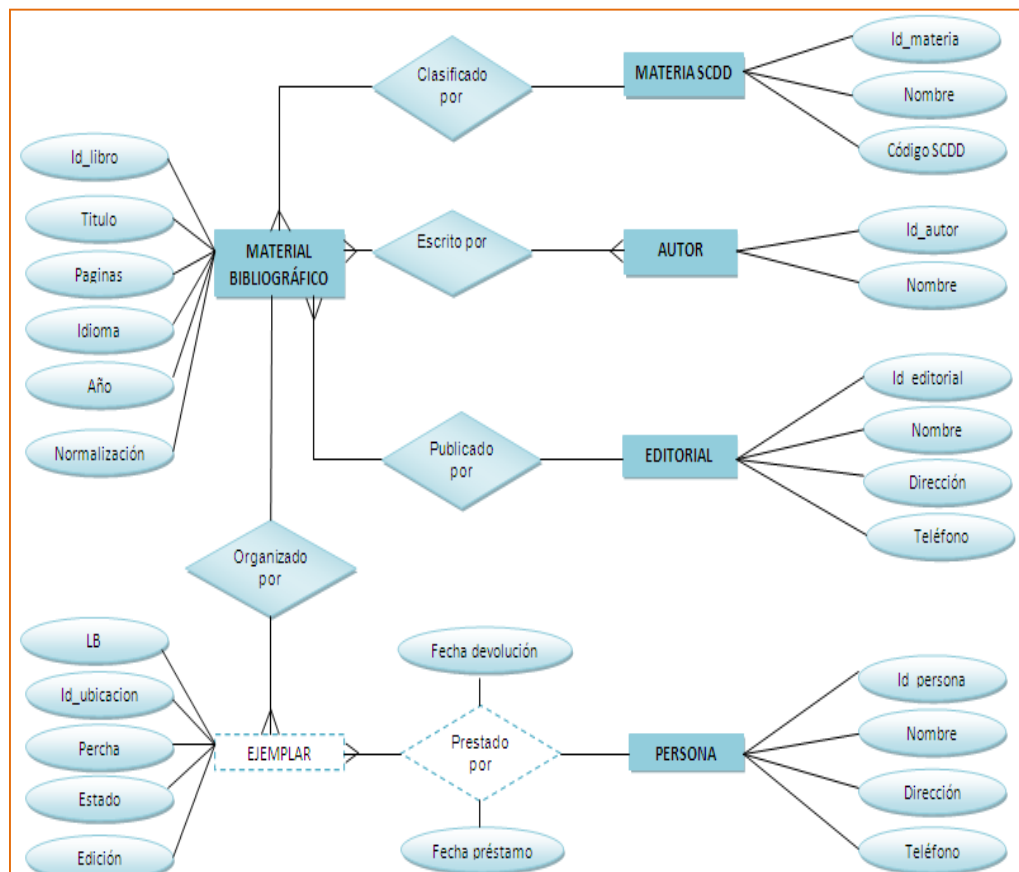 Clasificado
por
MATERIA SCDD
Id_materia
Nombre
Código SCDD
Id_libro
Titulo
Paginas
Idioma
Año
Normalización
MATERIAL
BIBLIOGRÁFICO
Escrito por
AUTOR
Id_autor
Nombre
Publicado
por
EDITORIAL
Id editorial
Nombre
Dirección
Teléfono
Organizado
por
LB
Id_ubicacion
Percha
Estado
Edición
EJEMPLAR
Fecha devolución
Prestado
por
Fecha préstamo
PERSONA
Id persona
Nombre
Dirección
Teléfono